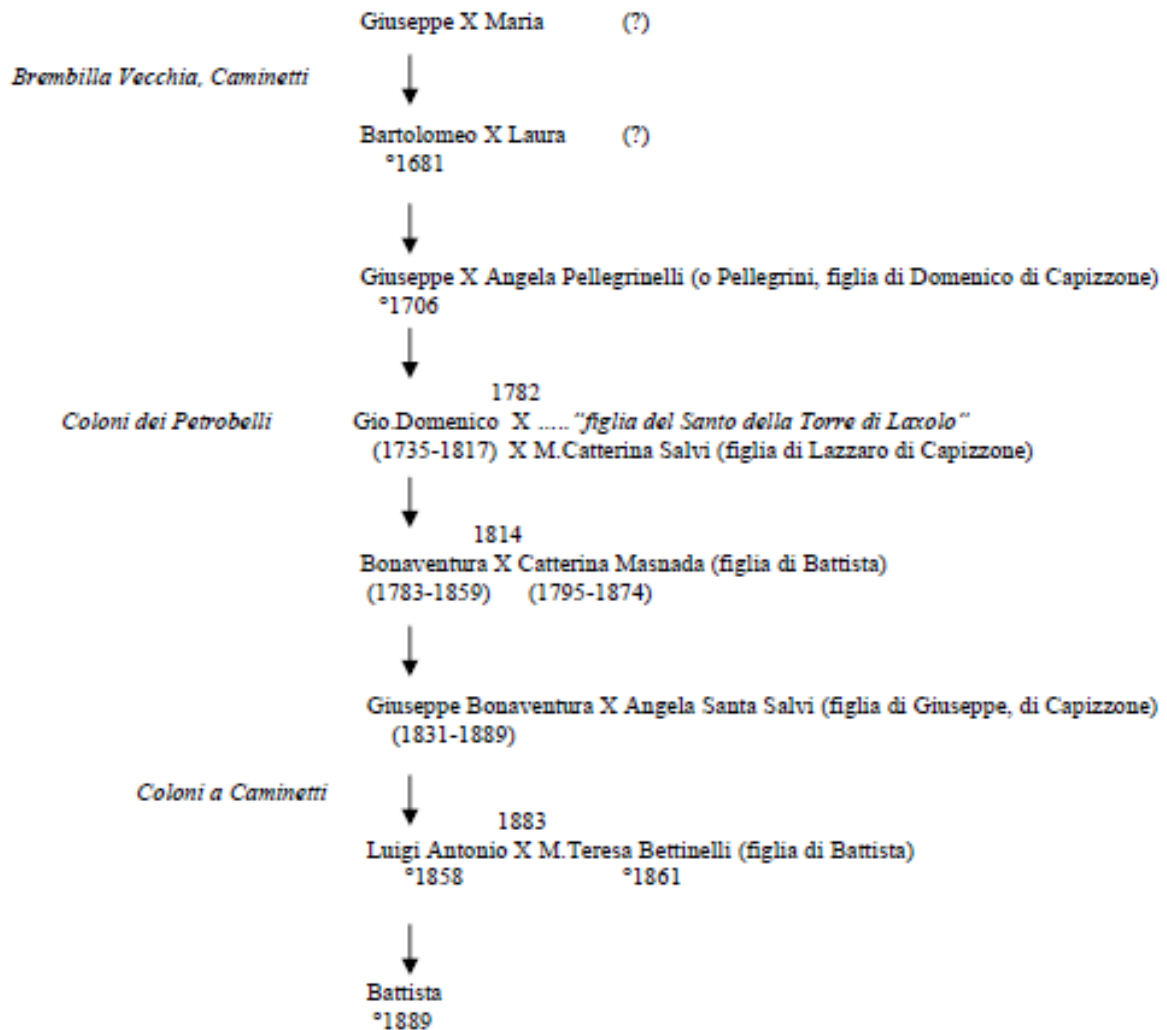 Giuseppe X Maria (?)
Brembilla Vecchia, Caminetti
Bartolomeo X Laura (?)
°1681
Giuseppe X Angela Pellegrinelli (o Pellegrini, figlia di Domenico di Capizzone)
°1706
1782
Coloni dei Petrobelli Gio.Domenico X ....."figlia del Santo della Torre di Laxolo"
(1735-1817) X M.Catterina Salvi (figlia di Lazzaro di Capizzone)
1814
Bonaventura X Catterina Masnada (figlia di Battista)
(1783-1859) (1795-1874)
Giuseppe Bonaventura X Angela Santa Salvi (figlia di Giuseppe, di Capizzone)
(1831-1889)
Coloni a Caminetti
1883
Luigi Antonio X M.Teresa Bettinelli (figlia di Battista)
°1858 °1861
Battista
°1889